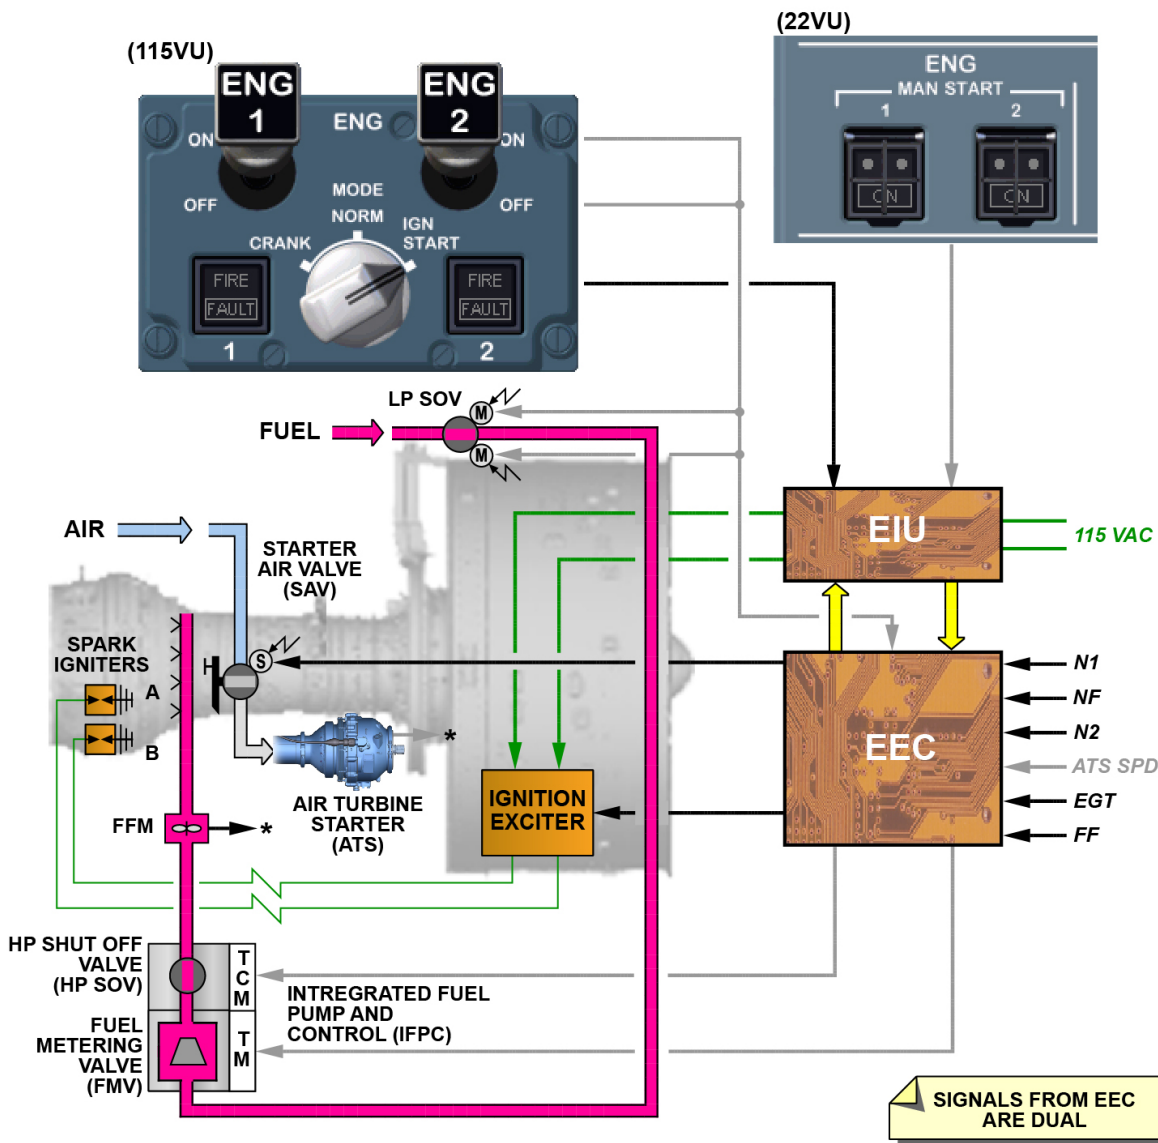 (115VU)
(22VU)
ENG
1
ENG
2
ENG
ON
OFF
ON
OFF
MODE
NORM
CRANK
IGN
START
FIRE
FAULT
1
FIRE
FAULT
2
ENG
MAN START
1
2
ON
ON
LP SOV
M
FUEL
M
AIR
STARTER
AIR VALVE
(SAV)
EIU
115 VAC
SPARK
IGNITERS
A
B
S
*
AIR TURBINE
STARTER
(ATS)
IGNITION
EXCITER
EEC
N1
NF
N2
ATS SPD
EGT
FF
FFM
*
HP SHUT OFF
VALVE
(HP SOV)
TCM
INTREGRATED FUEL
PUMP AND
CONTROL (IFPC)
FUEL
METERING
VALVE
(FMV)
TM
SIGNALS FROM EEC
ARE DUAL